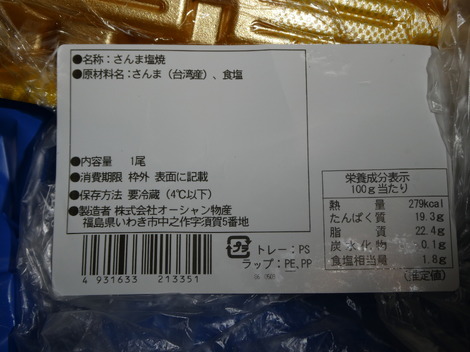 ●名称：さんま塩焼
●原材料名：さんま（台湾産）、食塩
●内容量 1尾
●消費期限 枠外 表面に記載
●保存方法 要冷蔵（4℃以下）
●製造者 株式会社オーシャン物産
福島県いわき市中之作字須賀5番地
4 931633 213351
プラ
トレー：PS
ラップ：PE,PP
栄養成分表示
100g当たり
熱量 279kcal
たんぱく質 19.3g
脂質 22.4g
炭水化物 0.1g
食塩相当量 1.8g
（推定値）